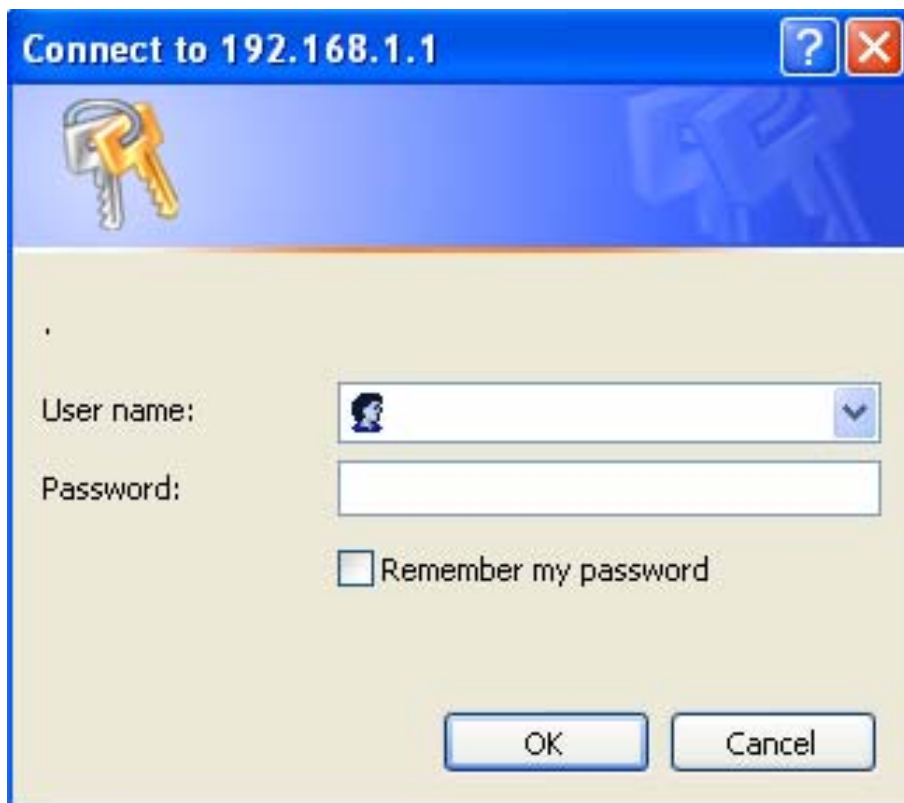 Connect to 192.168.1.1
?
.
User name:
Password:
Remember my password
OK
Cancel